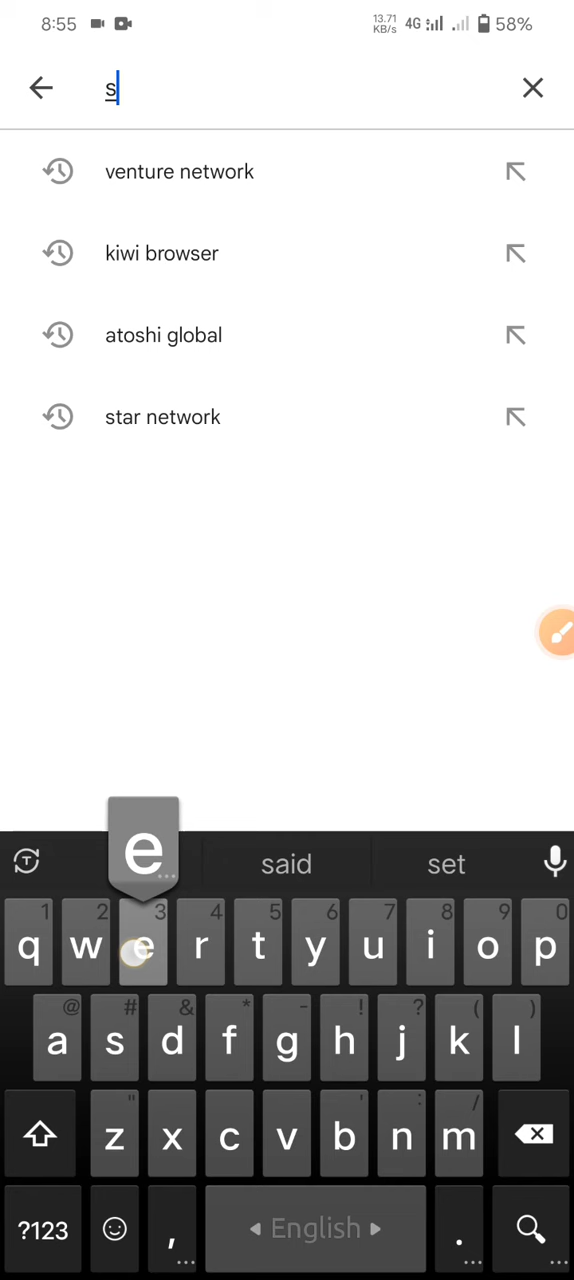 8:55 13.71 KB/s 4G 58%
s
venture network
kiwi browser
atoshi global
star network
e
T said set
1 2 3 4 5 6 7 8 9 0
q w e r t y u i o p
@ # & * - ! ? ( )
a s d f g h j k l
" ' : /
z x c v b n m
?123 , English .